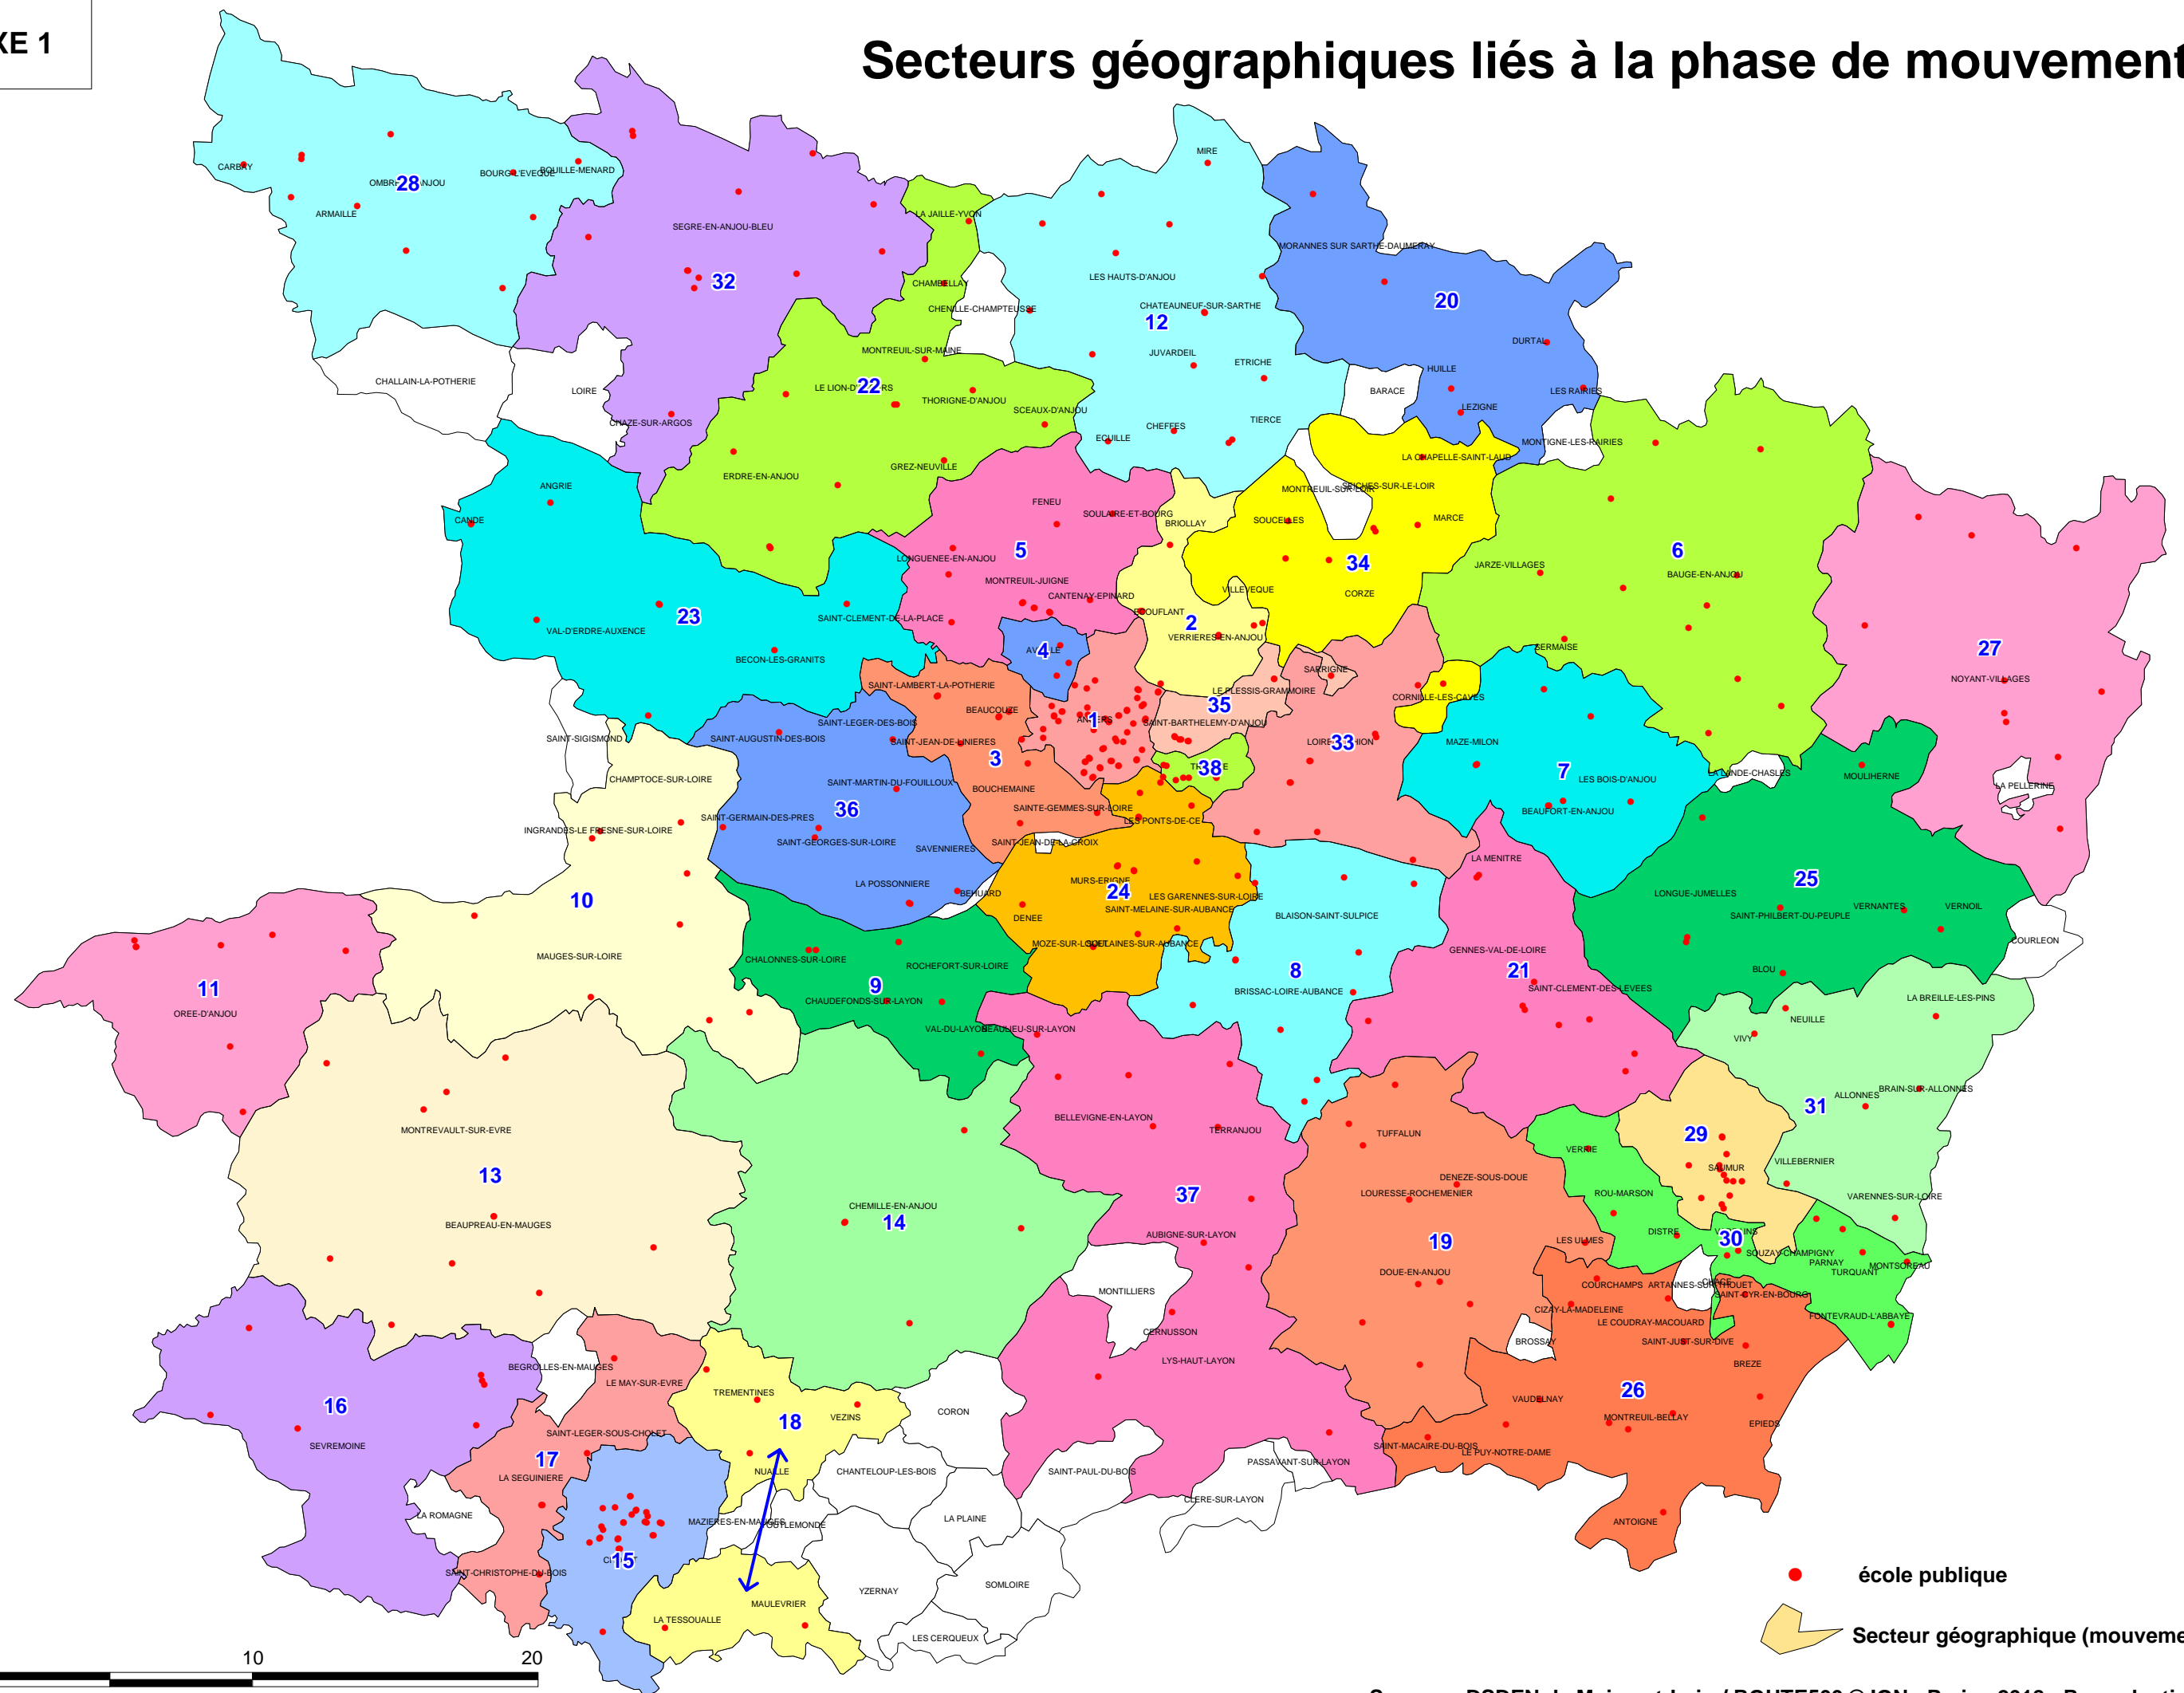 XE 1
Secteurs géographiques liés à la phase de mouvement
MIRE
CARBAY
28
BOURG-L'EVEQUE
BOUILLE-MENARD
ARMAILLE
LA JAILLE-YVON
SEGRE-EN-ANJOU-BLEU
32
MORANNES SUR SARTHE-DAUMERAY
LES HAUTS-D'ANJOU
CHAMBELLAY
CHENILLE-CHAMPTEUSSE
CHATEAUNEUF-SUR-SARTHE
12
20
DURTAL
MONTREUIL-SUR-MAINE
JUVARDEIL
ETRICHE
HUILLE
CHALLAIN-LA-POTHERIE
LOIRE
22
THORIGNE-D'ANJOU
BARACE
LES RAIRIES
LEZIGNE
SCEAUX-D'ANJOU
CHAZE-SUR-ARGOS
CHEFFES
TIERCE
ECUILLE
MONTIGNE-LES-RAIRIES
LA CHAPELLE-SAINT-LAUD
GREZ-NEUVILLE
ERDRE-EN-ANJOU
ANGRIE
MONTREUIL-SUR-LOIR
SEICHES-SUR-LE-LOIR
FENEU
SOULAIRE-ET-BOURG
CANDE
BRIOLLAY
SOUCELLES
MARCE
LONGUENEE-EN-ANJOU
5
34
6
JARZE-VILLAGES
BAUGE-EN-ANJOU
MONTREUIL-JUIGNE
CANTENAY-EPINARD
VILLEVEQUE
CORZE
23
SAINT-CLEMENT-DE-LA-PLACE
ECOUFLANT
2
VAL-D'ERDRE-AUXENCE
VERRIERES-EN-ANJOU
4
SERMAISE
27
BECON-LES-GRANITS
NOYANT-VILLAGES
SAINT-LAMBERT-LA-POTHERIE
SARRIGNE
LE PLESSIS-GRAMMOIRE
CORNILLE-LES-CAVES
BEAUCOUZE
35
1
SAINT-LEGER-DES-BOIS
SAINT-BARTHELEMY-D'ANJOU
SAINT-SIGISMOND
SAINT-AUGUSTIN-DES-BOIS
SAINT-JEAN-DE-LINIERES
33
MAZE-MILON
3
38
7
LES BOIS-D'ANJOU
LA LANDE-CHASLES
MOULIHERNE
CHAMPTOCE-SUR-LOIRE
SAINT-MARTIN-DU-FOUILLOUX
BOUCHEMAINE
LA PELLERINE
36
SAINTE-GEMMES-SUR-LOIRE
BEAUFORT-EN-ANJOU
SAINT-GERMAIN-DES-PRES
LES PONTS-DE-CE
INGRANDES-LE FRESNE-SUR-LOIRE
SAINT-GEORGES-SUR-LOIRE
SAVENNIERES
SAINT-JEAN-DE-LA-CROIX
LA MENITRE
LA POSSONNIERE
BEHUARD
MURS-ERIGNE
24
LES GARENNES-SUR-LOIRE
25
LONGUE-JUMELLES
10
DENEE
SAINT-MELAINE-SUR-AUBANCE
BLAISON-SAINT-SULPICE
SAINT-PHILBERT-DU-PEUPLE
VERNANTES
VERNOIL
COURLEON
MOZE-SUR-LOUET
SOULAINES-SUR-AUBANCE
GENNES-VAL-DE-LOIRE
MAUGES-SUR-LOIRE
CHALONNES-SUR-LOIRE
ROCHEFORT-SUR-LOIRE
8
21
BLOU
11
9
BRISSAC-LOIRE-AUBANCE
SAINT-CLEMENT-DES-LEVEES
CHAUDEFONDS-SUR-LAYON
LA BREILLE-LES-PINS
OREE-D'ANJOU
VAL-DU-LAYON
BEAULIEU-SUR-LAYON
NEUILLE
VIVY
BRAIN-SUR-ALLONNES
ALLONNES
31
BELLEVIGNE-EN-LAYON
TERRANJOU
MONTREVAULT-SUR-EVRE
TUFFALUN
29
VERRIE
SAUMUR
VILLEBERNIER
13
DENEZE-SOUS-DOUE
LOURESSE-ROCHEMENIER
ROU-MARSON
37
VARENNES-SUR-LOIRE
CHEMILLE-EN-ANJOU
14
BEAUPREAU-EN-MAUGES
AUBIGNE-SUR-LAYON
19
LES ULMES
DISTRE
30
SOUZAY-CHAMPIGNY
PARNAY
TURQUANT
MONTSOREAU
DOUE-EN-ANJOU
COURCHAMPS
ARTANNES-SUR-THOUET
MONTILLIERS
SAINT-CYR-EN-BOURG
CIZAY-LA-MADELEINE
LE COUDRAY-MACOUARD
FONTEVRAUD-L'ABBAYE
CERNUSSON
BROSSAY
SAINT-JUST-SUR-DIVE
BREZE
LYS-HAUT-LAYON
BEGROLLES-EN-MAUGES
LE MAY-SUR-EVRE
TREMENTINES
26
16
VEZINS
CORON
VAUDELNAY
MONTREUIL-BELLAY
EPIEDS
18
SEVREMOINE
SAINT-LEGER-SOUS-CHOLET
SAINT-MACAIRE-DU-BOIS
LE PUY-NOTRE-DAME
17
LA SEGUINIERE
NUAILLE
CHANTELOUP-LES-BOIS
SAINT-PAUL-DU-BOIS
PASSAVANT-SUR-LAYON
CLERE-SUR-LAYON
LA ROMAGNE
MAZIERES-EN-MAUGES
LA PLAINE
ANTOIGNE
15
SAINT-CHRISTOPHE-DU-BOIS
école publique
YZERNAY
SOMLOIRE
MAULEVRIER
LA TESSOUALLE
LES CERQUEUX
Secteur géographique (mouveme
10
20